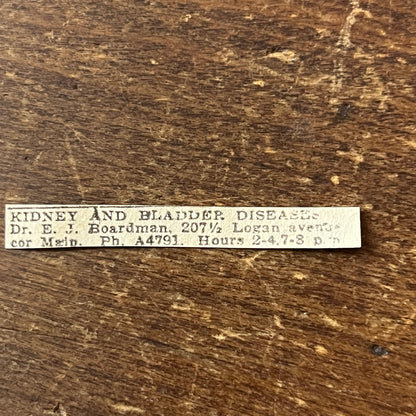 KIDNEY AND BLADDER DISEASES
Dr. E. J. Boardman, 207½ Logan avenue
cor Main. Ph. A4791. Hours 2-4, 7-8 p.m